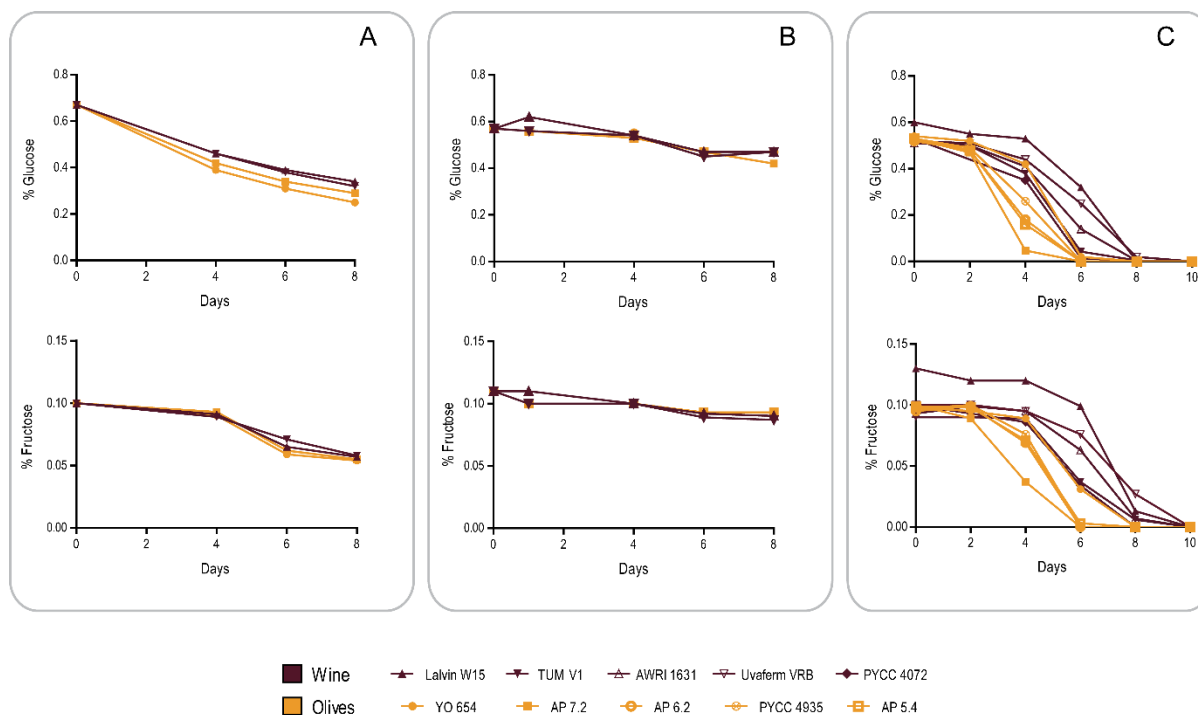 A
% Glucose
0.8
0.6
0.4
0.2
0.0
0 2 4 6 8
Days
% Fructose
0.15
0.10
0.05
0.00
0 2 4 6 8
Days
B
% Glucose
0.8
0.6
0.4
0.2
0.0
0 2 4 6 8
Days
% Fructose
0.15
0.10
0.05
0.00
0 2 4 6 8
Days
C
% Glucose
0.8
0.6
0.4
0.2
0.0
0 2 4 6 8 10
Days
% Fructose
0.15
0.10
0.05
0.00
0 2 4 6 8 10
Days
Wine Lalvin W15 TUM V1 AWRI 1631 Uvaferm VRB PYCC 4072
Olives YO 654 AP 7.2 AP 6.2 PYCC 4935 AP 5.4